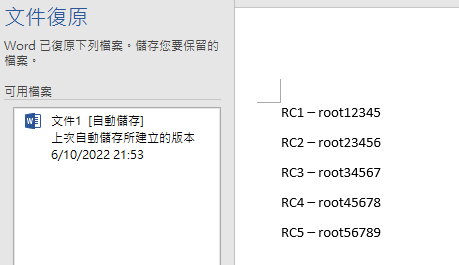 文件復原
Word 已復原下列檔案。儲存您要保留的
檔案。
可用檔案
文件1 [自動儲存]
上次自動儲存所建立的版本
6/10/2022 21:53
RC1 – root12345
RC2 – root23456
RC3 – root34567
RC4 – root45678
RC5 – root56789